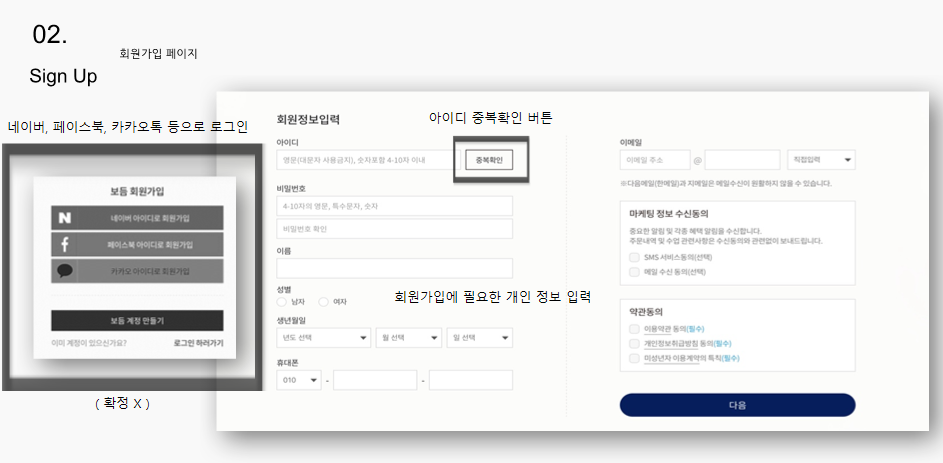 02.
회원가입 페이지
Sign Up
네이버, 페이스북, 카카오톡 등으로 로그인
보듬 회원가입
N 네이버 아이디로 회원가입
f 페이스북 아이디로 회원가입
카카오 아이디로 회원가입
보듬 계정 만들기
이미 계정이 있으신가요? 로그인 하러가기
( 확정 X )
회원정보입력
아이디 중복확인 버튼
아이디
영문(대문자 사용금지), 숫자포함 4-10자 이내
중복확인
비밀번호
4-10자의 영문, 특수문자, 숫자
비밀번호 확인
이름
성별
남자 여자
회원가입에 필요한 개인 정보 입력
생년월일
년도 선택 월 선택 일 선택
휴대폰
010 - -
이메일
이메일 주소 @ 직접입력
※다음메일(한메일)과 지메일은 메일수신이 원활하지 않을 수 있습니다.
마케팅 정보 수신동의
중요한 알림 및 각종 혜택 알림을 수신합니다.
주문내역 및 수업 관련사항은 수신동의와 관련없이 보내드립니다.
SMS 서비스동의(선택)
메일 수신 동의(선택)
약관동의
이용약관 동의(필수)
개인정보취급방침 동의(필수)
미성년자 이용계약의 특칙(필수)
다음